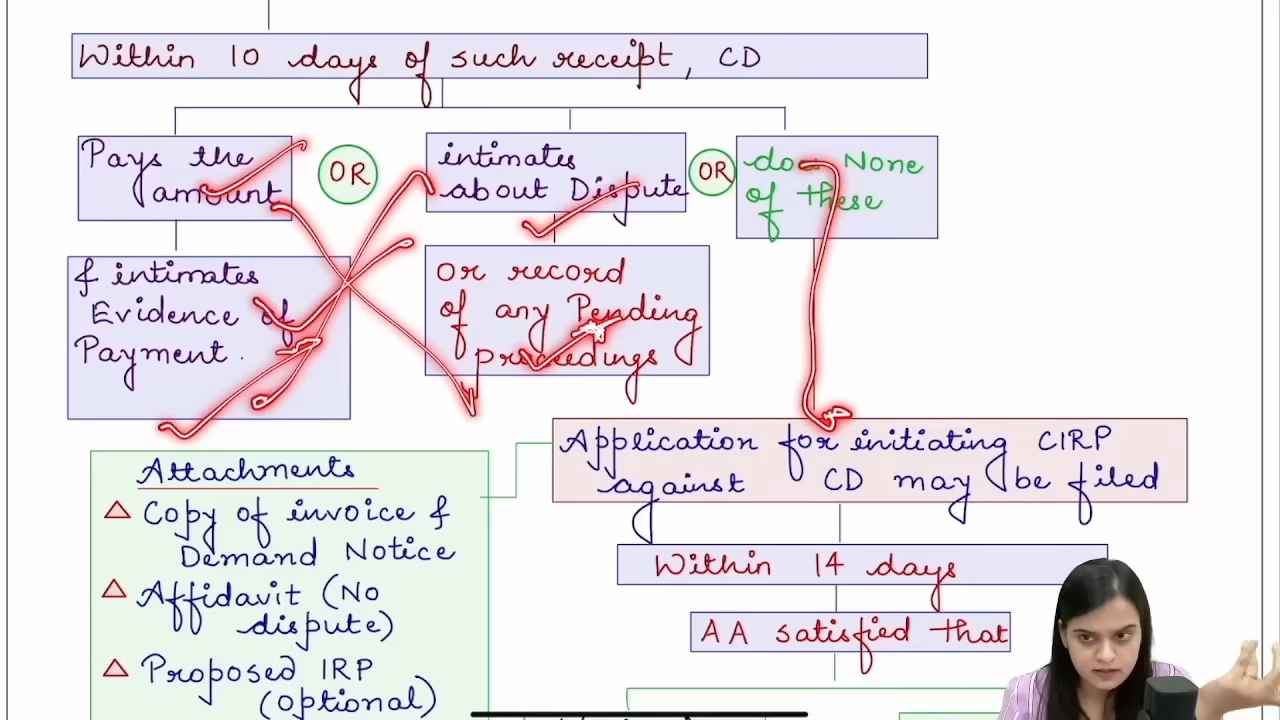 Within 10 days of such receipt, CD
Pays the
amount
OR
intimates
about Dispute
OR
does None
of these
& intimates
Evidence of
Payment.
or record
of any Pending
proceedings
Application for initiating CIRP
against CD may be filed
Attachments
Copy of invoice &
Demand Notice
Affidavit (No
dispute)
Proposed IRP
(optional)
Within 14 days
AA satisfied that